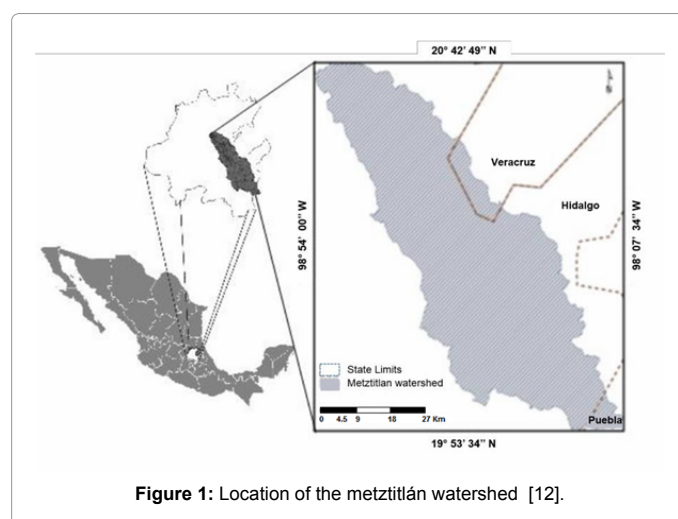 20° 42' 49'' N
Veracruz
Hidalgo
98° 54' 00'' W
98° 07' 34'' W
State Limits
Metztitlan watershed
0 4.5 9 18 27 Km
Puebla
19° 53' 34'' N
Figure 1: Location of the metztitlán watershed [12].